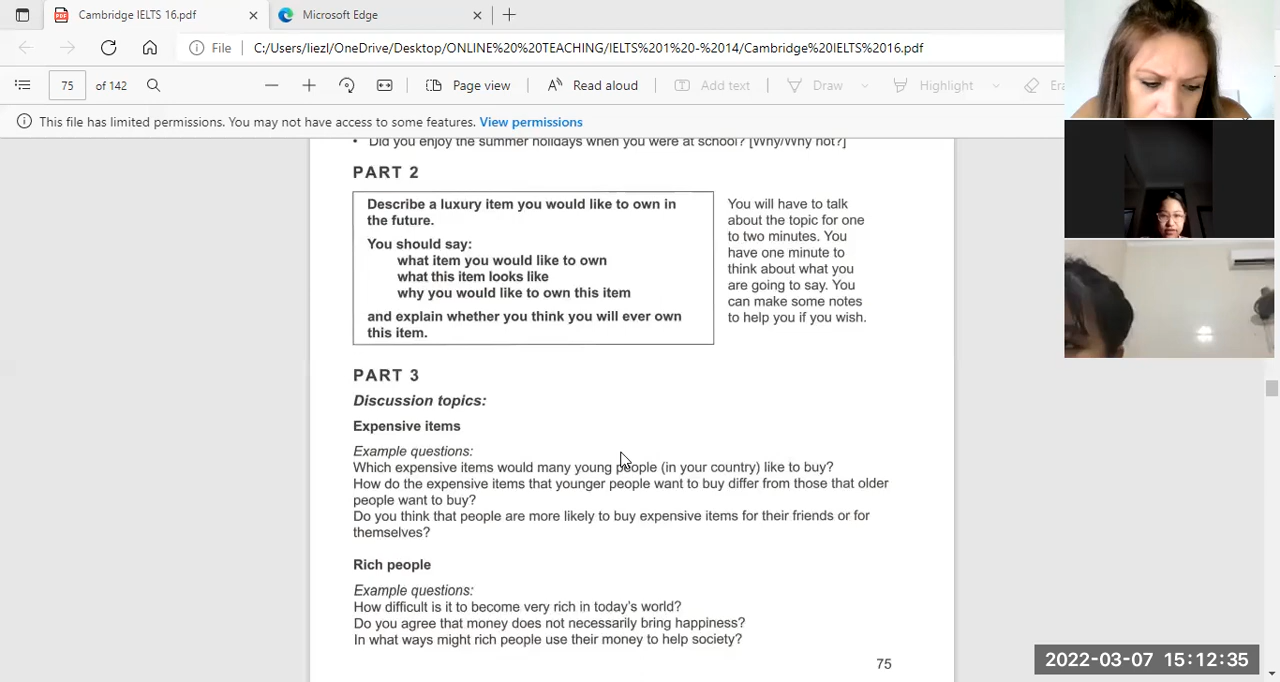 Cambridge IELTS 16.pdf
Microsoft Edge
File
C:/Users/liezl/OneDrive/Desktop/ONLINE%20%20TEACHING/IELTS%201%20-%2014/Cambridge%20IELTS%2016.pdf
75 of 142
Page view
Read aloud
Add text
Draw
Highlight
This file has limited permissions. You may not have access to some features. View permissions
• Did you enjoy the summer holidays when you were at school? [Why/Why not?]
PART 2
Describe a luxury item you would like to own in
the future.
You should say:
what item you would like to own
what this item looks like
why you would like to own this item
and explain whether you think you will ever own
this item.
You will have to talk
about the topic for one
to two minutes. You
have one minute to
think about what you
are going to say. You
can make some notes
to help you if you wish.
PART 3
Discussion topics:
Expensive items
Example questions:
Which expensive items would many young people (in your country) like to buy?
How do the expensive items that younger people want to buy differ from those that older
people want to buy?
Do you think that people are more likely to buy expensive items for their friends or for
themselves?
Rich people
Example questions:
How difficult is it to become very rich in today's world?
Do you agree that money does not necessarily bring happiness?
In what ways might rich people use their money to help society?
75
2022-03-07 15:12:35